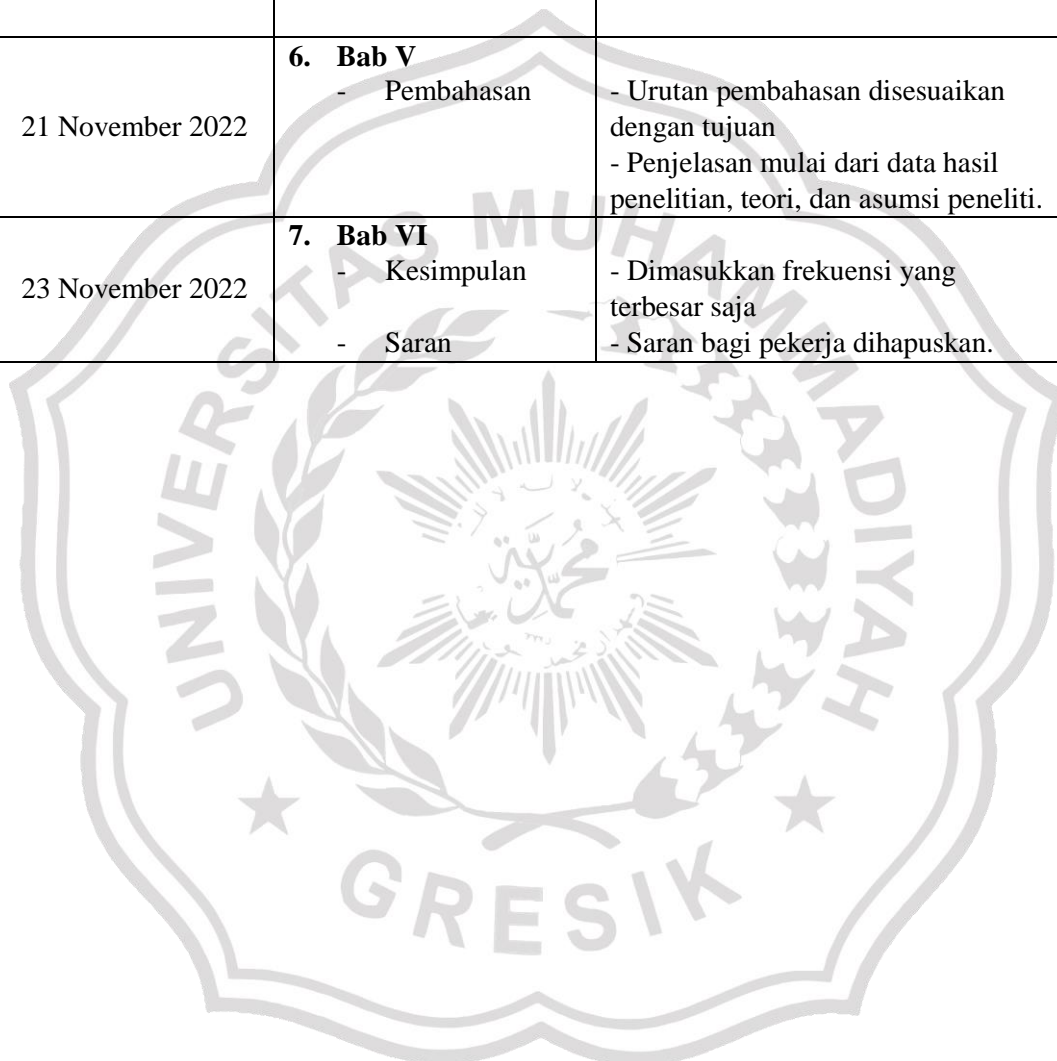 6. Bab V
- Pembahasan
21 November 2022
- Urutan pembahasan disesuaikan
dengan tujuan
- Penjelasan mulai dari data hasil
penelitian, teori, dan asumsi peneliti.
7. Bab VI
- Kesimpulan
23 November 2022
- Dimasukkan frekuensi yang
terbesar saja
- Saran
- Saran bagi pekerja dihapuskan.
UNIVERSITAS MUHAMMADIYAH
GRESIK